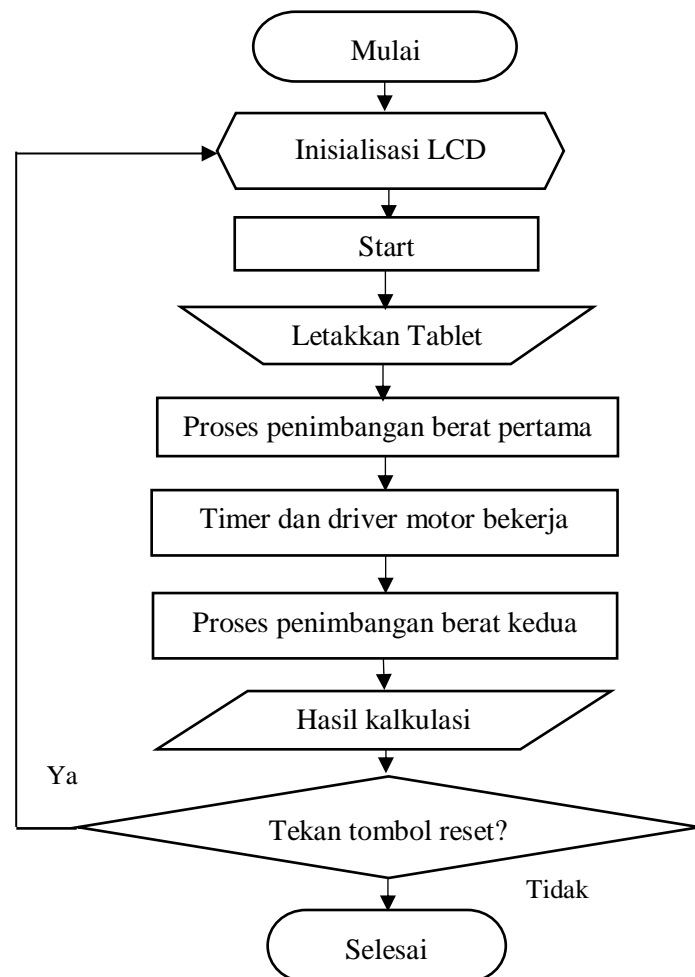 Mulai
Inisialisasi LCD
Start
Letakkan Tablet
Proses penimbangan berat pertama
Timer dan driver motor bekerja
Proses penimbangan berat kedua
Hasil kalkulasi
Ya
Tekan tombol reset?
Tidak
Selesai